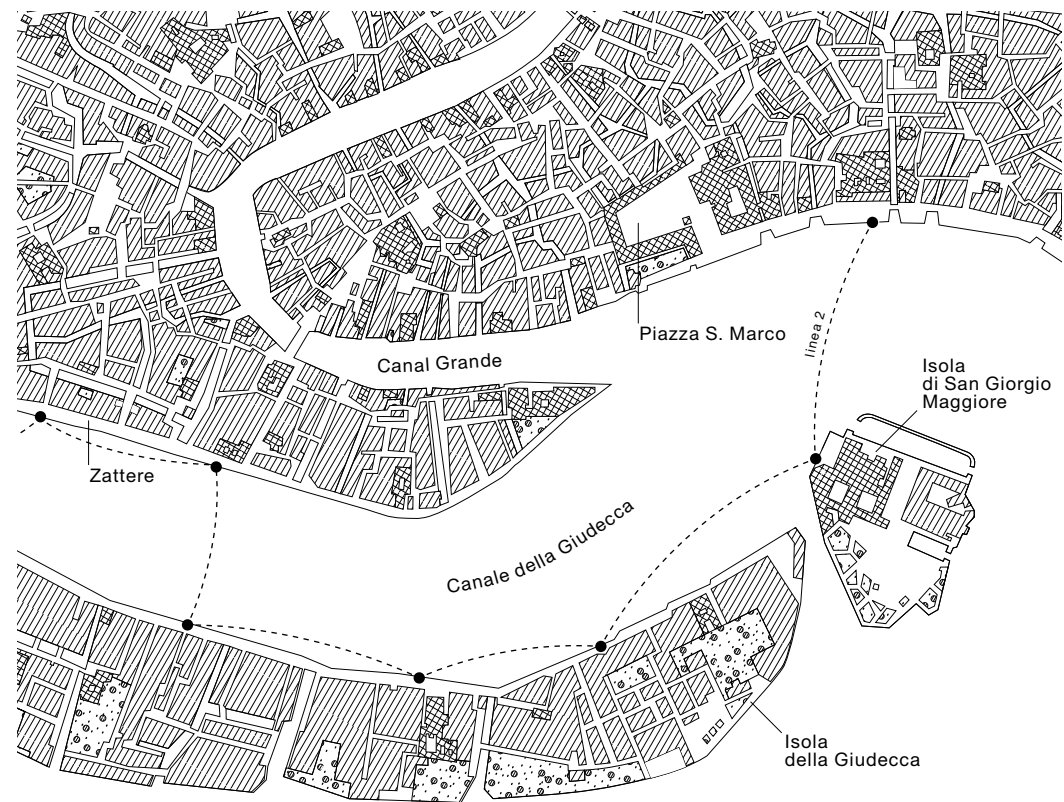 Piazza S. Marco
linea 2
Canal Grande
Isola
di San Giorgio
Maggiore
Zattere
Canale della Giudecca
Isola
della Giudecca